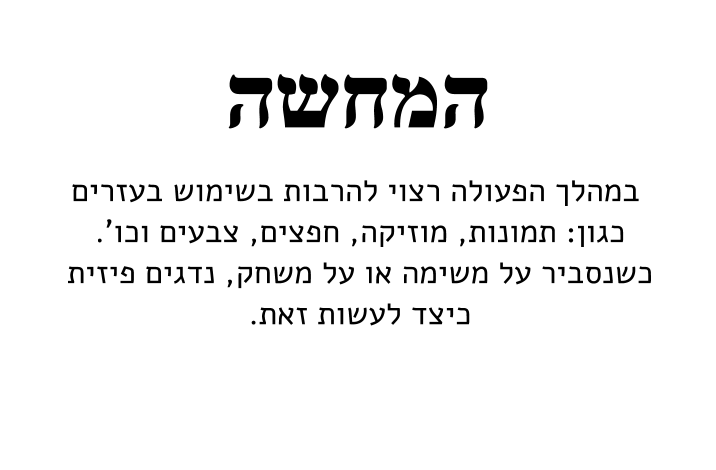 המחשה
במהלך הפעולה רצוי להרבות בשימוש בעזרים
כגון: תמונות, מוזיקה, חפצים, צבעים וכו'.
כשנסביר על משימה או על משחק, נדגים פיזית
כיצד לעשות זאת.